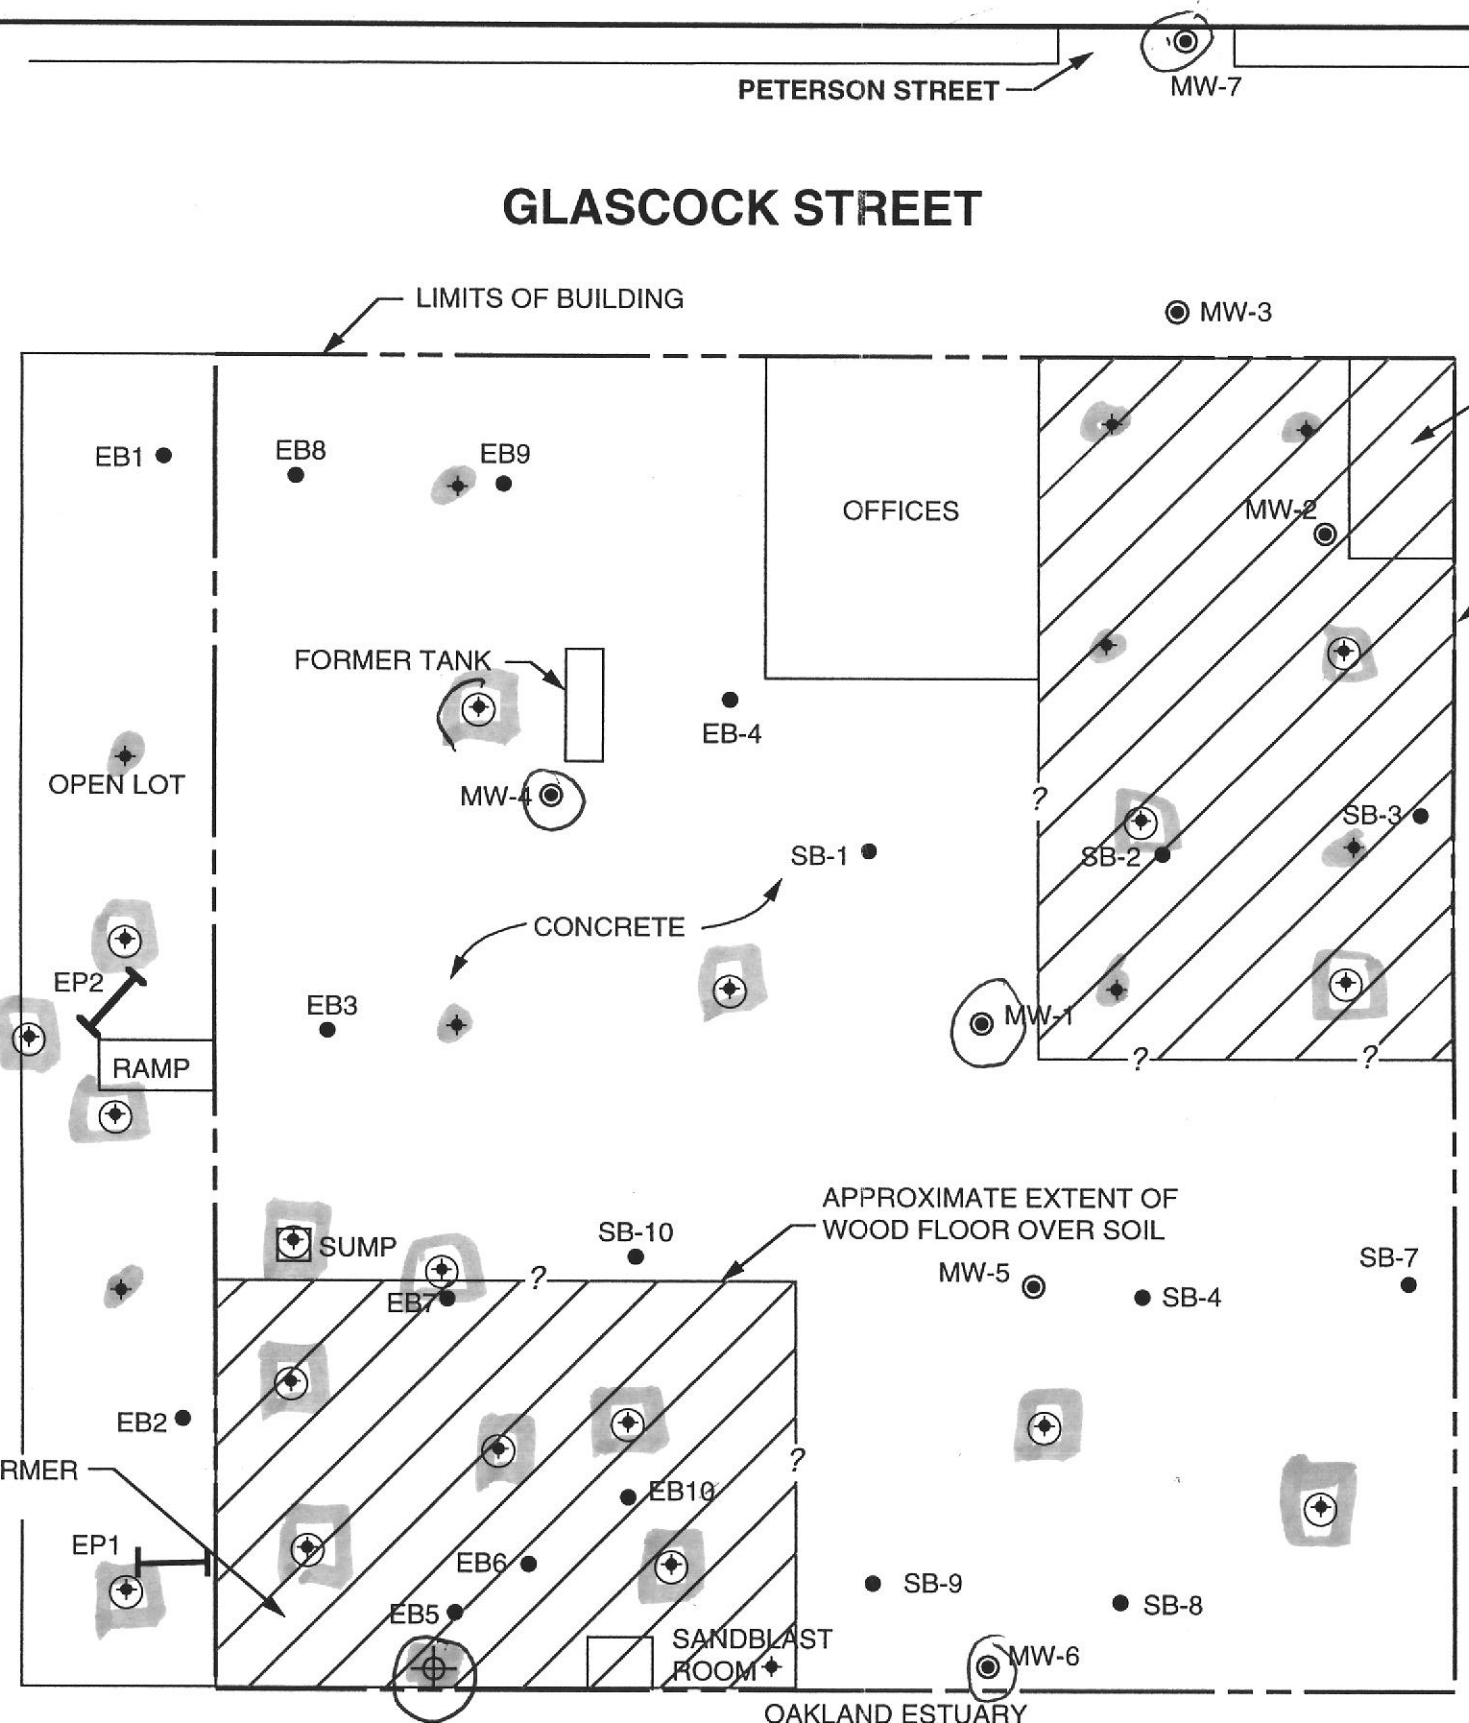 PETERSON STREET
MW-7
GLASCOCK STREET
LIMITS OF BUILDING
MW-3
EB1
EB8
EB9
OFFICES
MW-2
FORMER TANK
EB-4
OPEN LOT
MW-4
SB-1
?
SB-2
SB-3
CONCRETE
EP2
EB3
MW-1
RAMP
?
?
APPROXIMATE EXTENT OF
WOOD FLOOR OVER SOIL
SUMP
SB-10
MW-5
SB-4
SB-7
?
EB7
EB2
RMER
?
EB10
EP1
EB6
SB-9
SB-8
EB5
SANDBLAST
ROOM
MW-6
OAKLAND ESTUARY